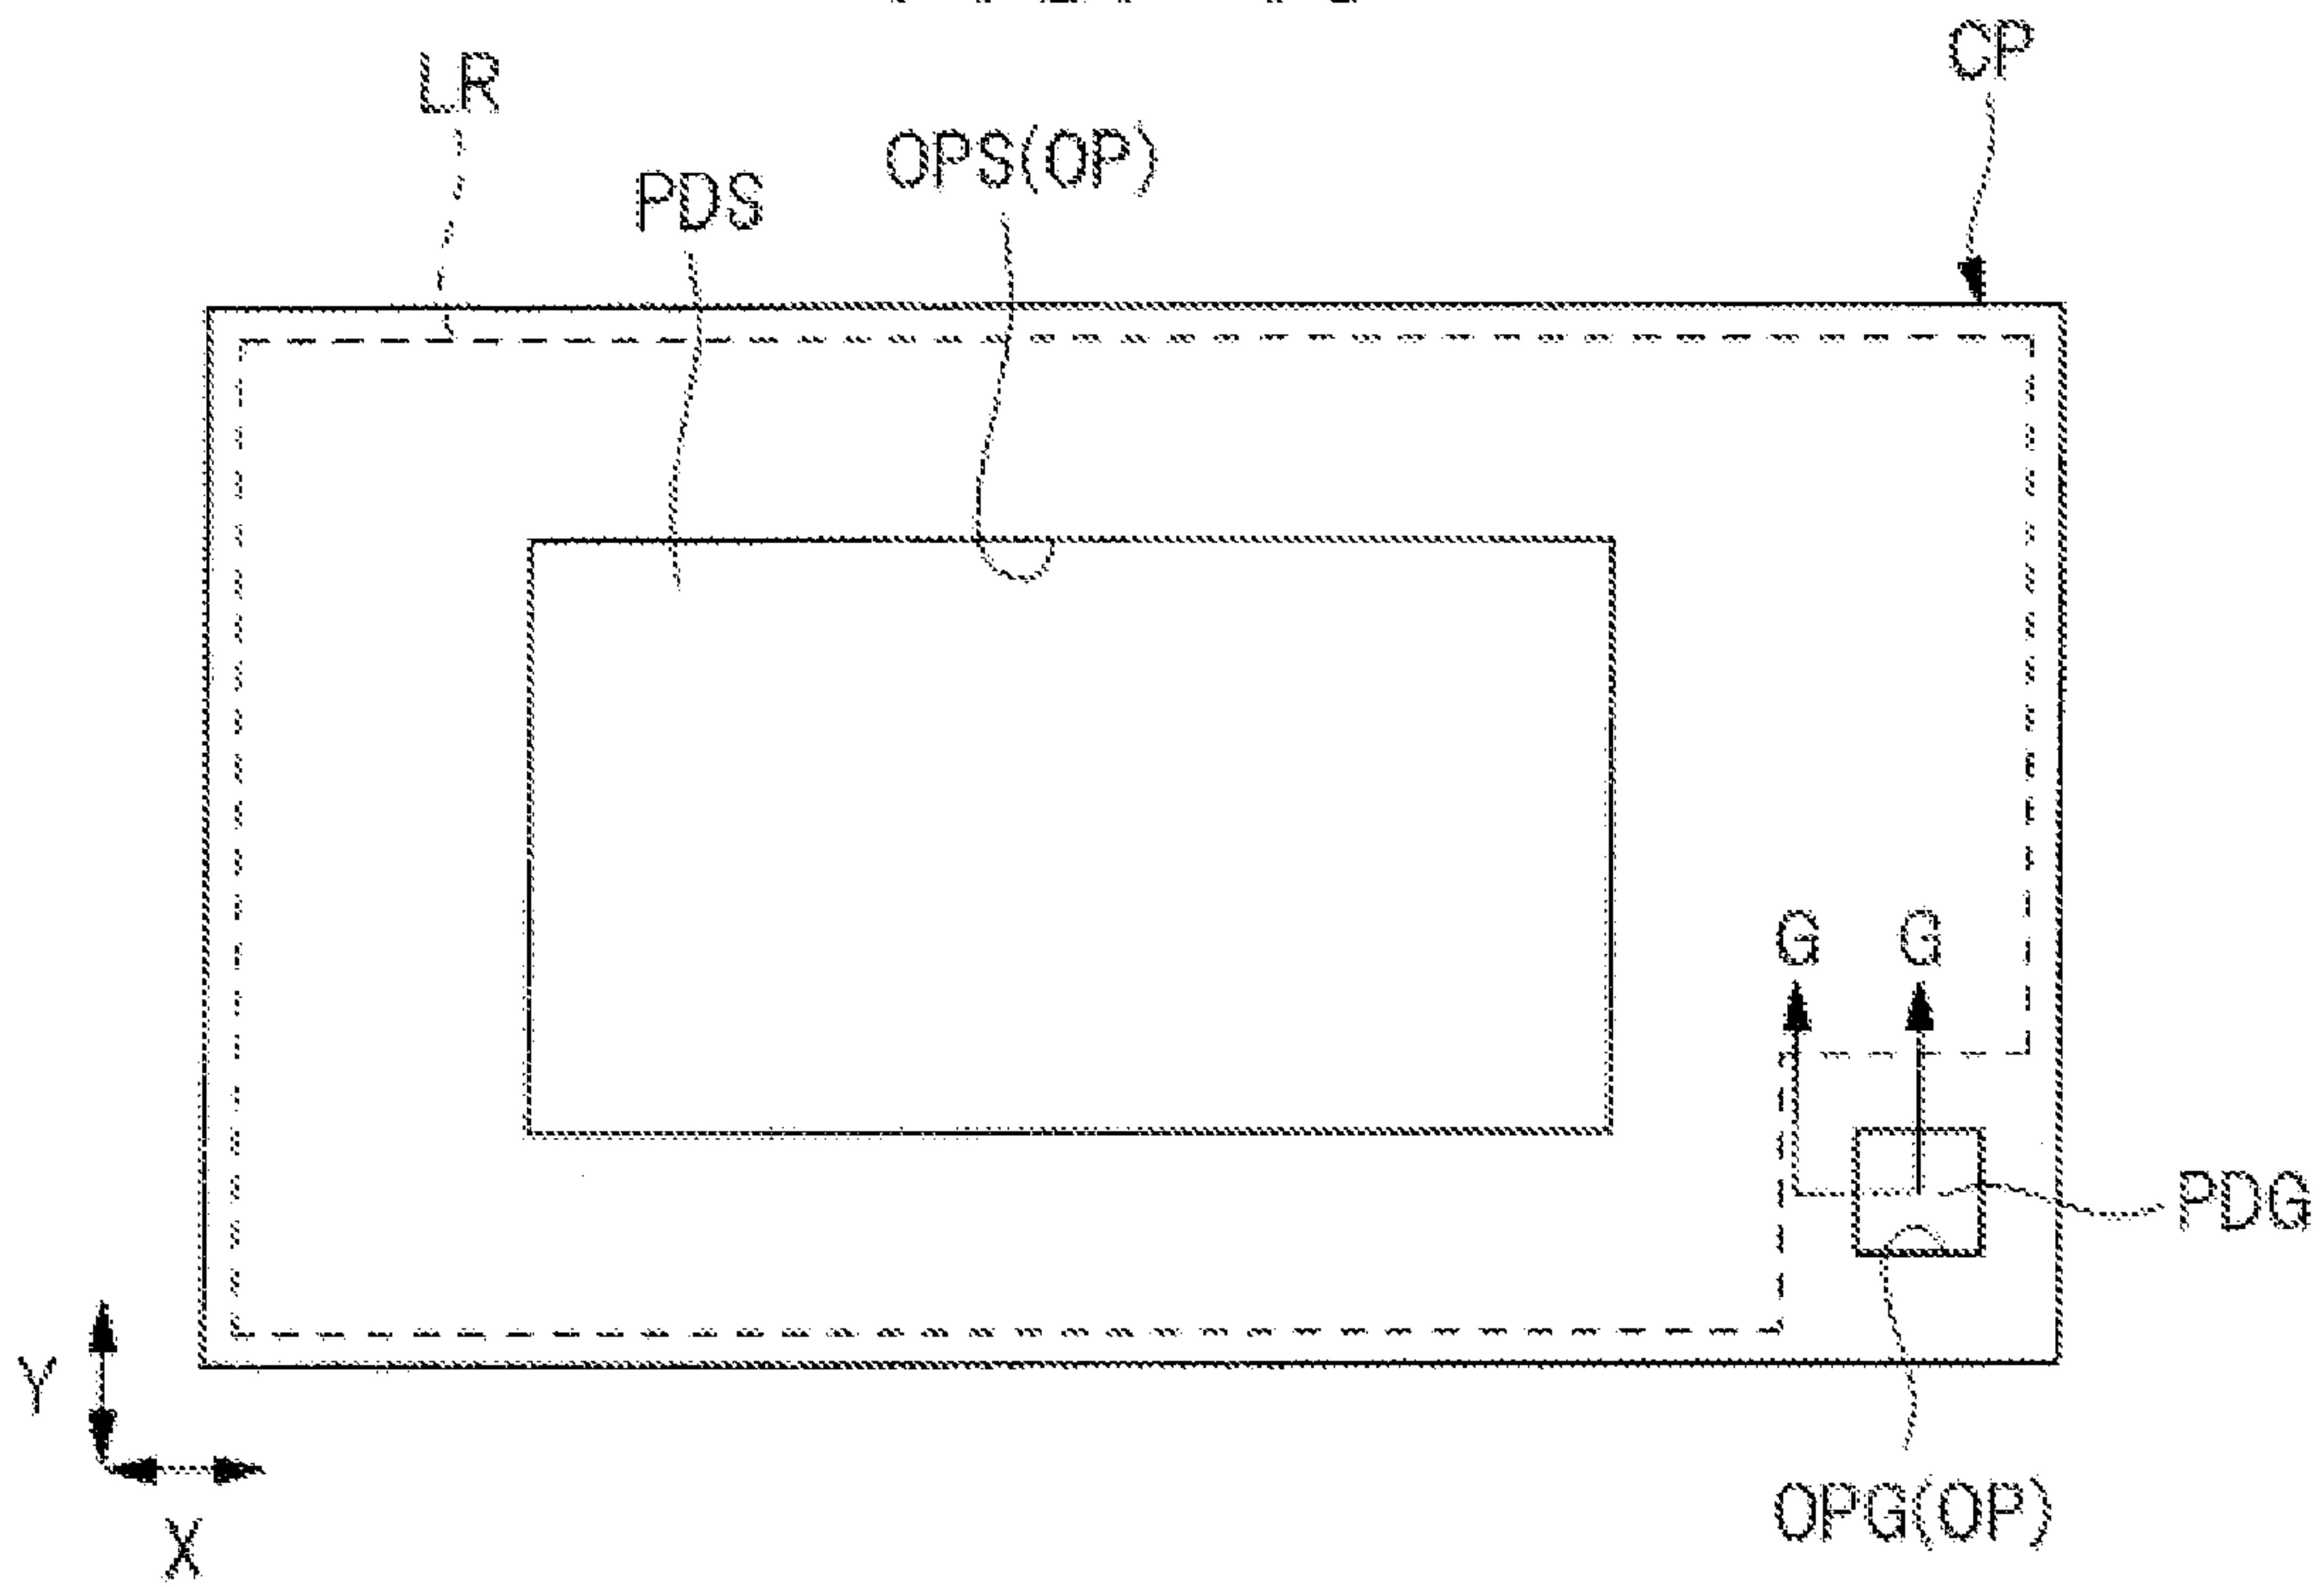 CP
LR
OPS(OP)
PDS
G G
PDG
Y
OPG(OP)
X